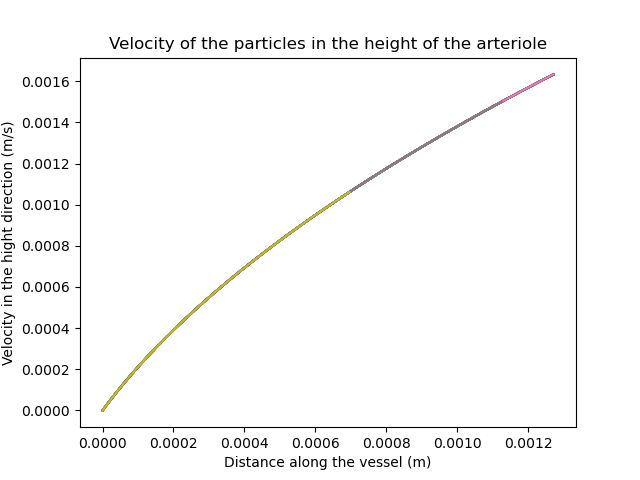 Velocity of the particles in the height of the arteriole
0.0016
0.0014
0.0012
0.0010
0.0008
0.0006
0.0004
0.0002
0.0000
Velocity in the hight direction (m/s)
0.0000 0.0002 0.0004 0.0006 0.0008 0.0010 0.0012
Distance along the vessel (m)